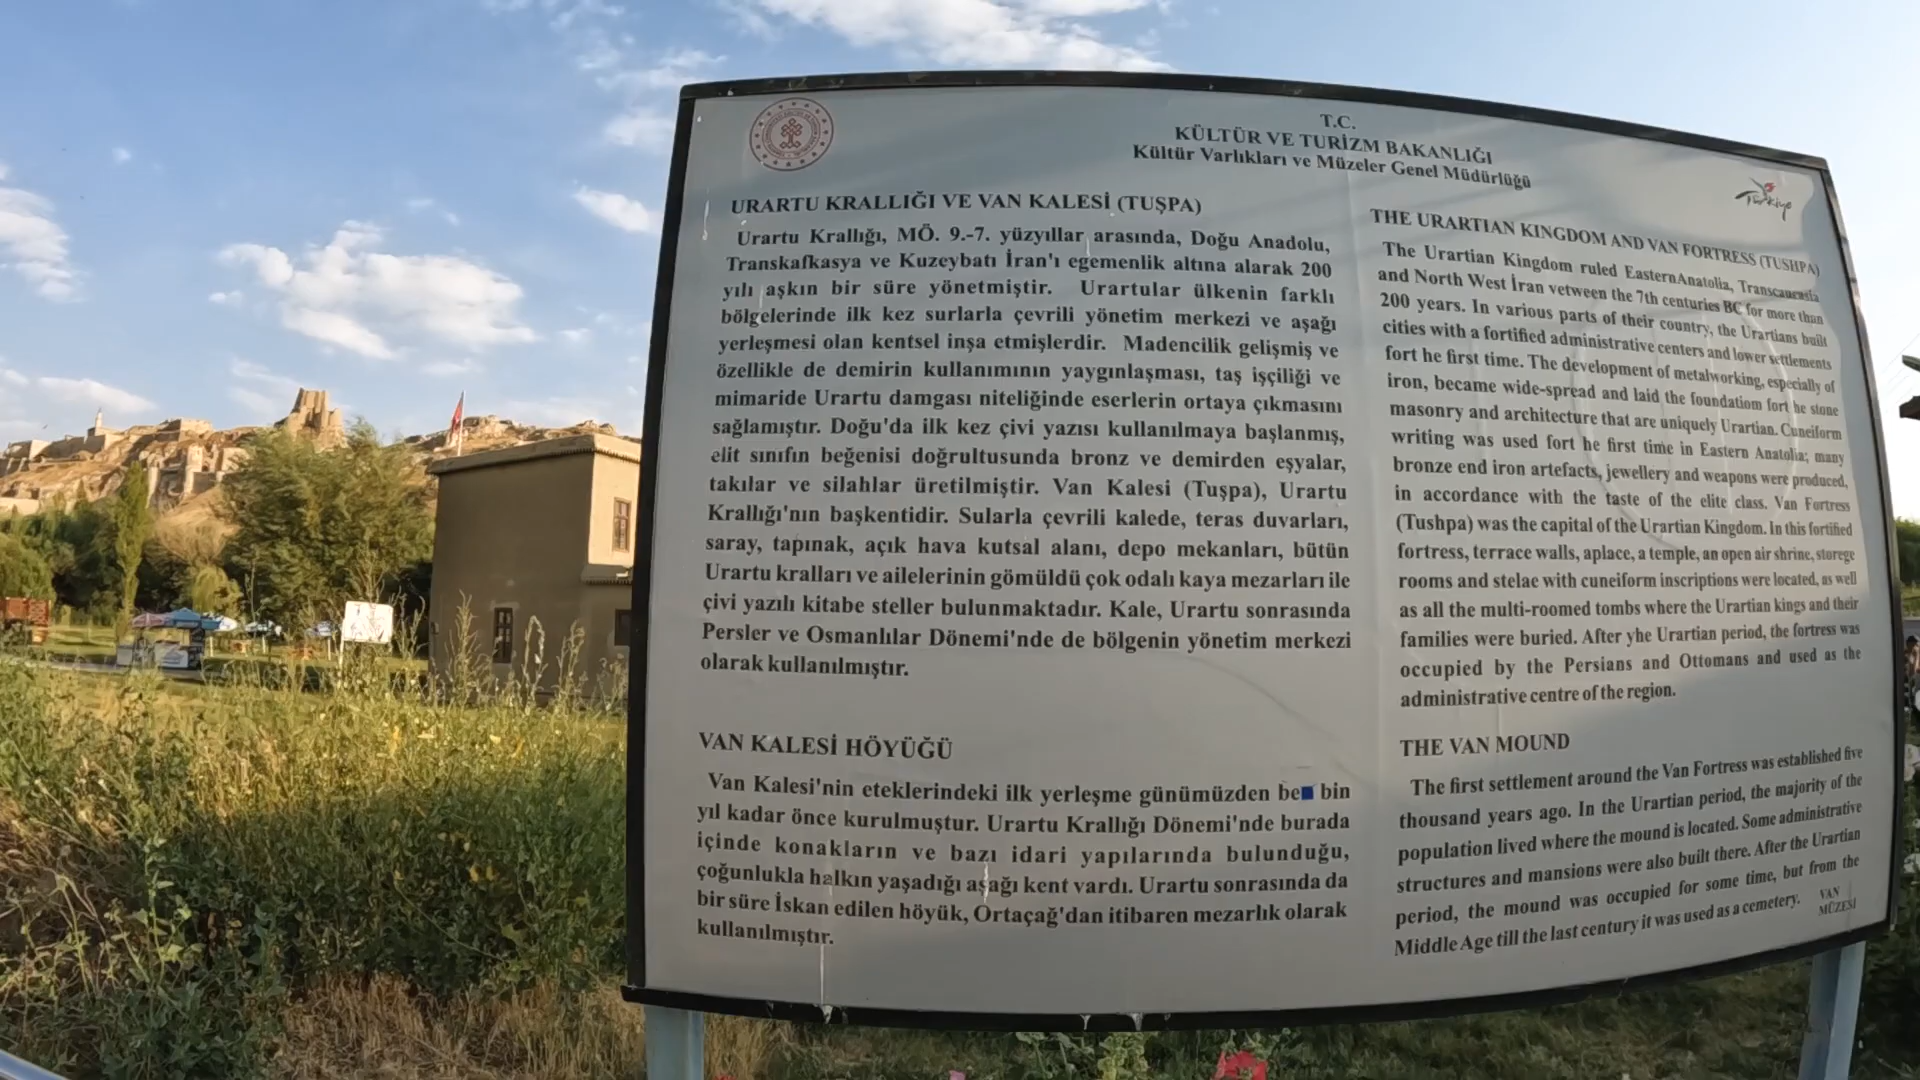 T.C.
KÜLTÜR VE TURİZM BAKANLIĞI
Kültür Varlıkları ve Müzeler Genel Müdürlüğü
Türkiye
URARTU KRALLIĞI VE VAN KALESİ (TUŞPA)
Urartu Krallığı, MÖ. 9.-7. yüzyıllar arasında, Doğu Anadolu,
Transkafkasya ve Kuzeybatı İran'ı egemenlik altına alarak 200
yılı aşkın bir süre yönetmiştir. Urartular ülkenin farklı
bölgelerinde ilk kez surlarla çevrili yönetim merkezi ve aşağı
yerleşmesi olan kentsel inşa etmişlerdir. Madencilik gelişmiş ve
özellikle de demirin kullanımının yaygınlaşması, taş işçiliği ve
mimaride Urartu damgası niteliğinde eserlerin ortaya çıkmasını
sağlamıştır. Doğu'da ilk kez çivi yazısı kullanılmaya başlanmış,
elit sınıfın beğenisi doğrultusunda bronz ve demirden eşyalar,
takılar ve silahlar üretilmiştir. Van Kalesi (Tuşpa), Urartu
Krallığı'nın başkentidir. Sularla çevrili kalede, teras duvarları,
saray, tapınak, açık hava kutsal alanı, depo mekanları, bütün
Urartu kralları ve ailelerinin gömüldü çok odalı kaya mezarları ile
çivi yazılı kitabe steller bulunmaktadır. Kale, Urartu sonrasında
Persler ve Osmanlılar Dönemi'nde de bölgenin yönetim merkezi
olarak kullanılmıştır.
VAN KALESİ HÖYÜĞÜ
Van Kalesi'nin eteklerindeki ilk yerleşme günümüzden bin
yıl kadar önce kurulmuştur. Urartu Krallığı Dönemi'nde burada
içinde konakların ve bazı idari yapılarında bulunduğu,
çoğunlukla halkın yaşadığı aşağı kent vardı. Urartu sonrasında da
bir süre İskan edilen höyük, Ortaçağ'dan itibaren mezarlık olarak
kullanılmıştır.
THE URARTIAN KINGDOM AND VAN FORTRESS (TUSHPA)
The Urartian Kingdom ruled EasternAnatolia, Transcaucasia
and North West İran vetween the 7th centuries BC for more than
200 years. In various parts of their country, the Urartians built
cities with a fortified administrative centers and lower settlements
fort he first time. The development of metalworking, especially of
iron, became wide-spread and laid the foundatiom fort he stone
masonry and architecture that are uniquely Urartian. Cuneiform
writing was used fort he first time in Eastern Anatolia; many
bronze end iron artefacts, jewellery and weapons were produced,
in accordance with the taste of the elite class. Van Fortress
(Tushpa) was the capital of the Urartian Kingdom. In this fortified
fortress, terrace walls, aplace, a temple, an open air shrine, storege
rooms and stelae with cuneiform inscriptions were located, as well
as all the multi-roomed tombs where the Urartian kings and their
families were buried. After yhe Urartian period, the fortress was
occupied by the Persians and Ottomans and used as the
administrative centre of the region.
THE VAN MOUND
The first settlement around the Van Fortress was established five
thousand years ago. In the Urartian period, the majority of the
population lived where the mound is located. Some administrative
structures and mansions were also built there. After the Urartian
period, the mound was occupied for some time, but from the
Middle Age till the last century it was used as a cemetery.
VAN
MÜZESİ